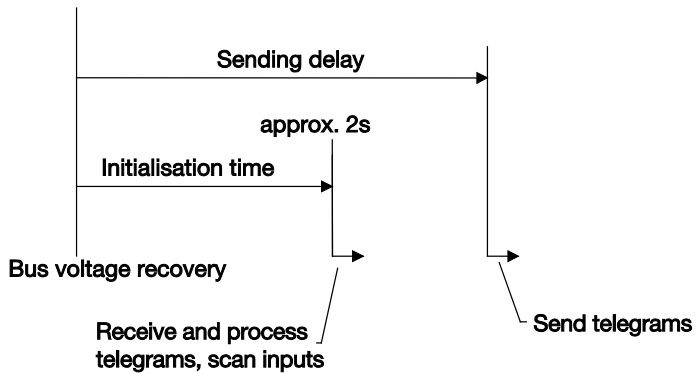 Sending delay
approx. 2s
Initialisation time
Bus voltage recovery
Receive and process
telegrams, scan inputs
Send telegrams